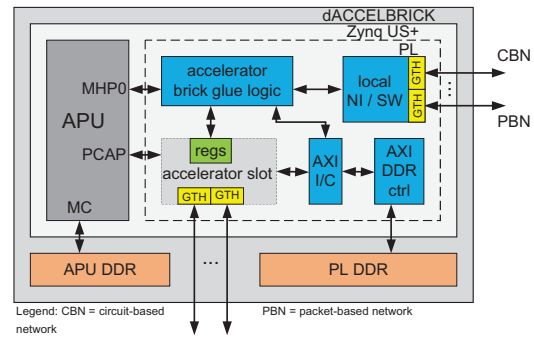 dACCELBRICK
Zynq US+
PL
accelerator
brick glue logic
local
NI / SW
GTH
GTH
CBN
...
PBN
MHP0
APU
PCAP
MC
regs
accelerator slot
GTH
GTH
AXI
I/C
AXI
DDR
ctrl
APU DDR
...
PL DDR
Legend: CBN = circuit-based
network
PBN = packet-based network